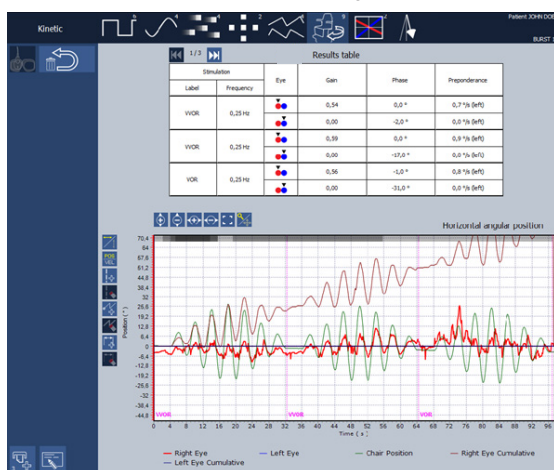 Kinetic
4
4
2
9
Patient JOHN DO
BURST
1/3
Results table
Stimulation Eye Gain Phase Preponderance
Label Frequency
VVOR 0,25 Hz 0,54 0,0 ° 0,7 °/s (left)
0,00 -2,0 ° 0,0 °/s (left)
VVOR 0,25 Hz 0,59 0,0 ° 0,9 °/s (left)
0,00 -17,0 ° 0,0 °/s (left)
VOR 0,25 Hz 0,56 -1,0 ° 0,8 °/s (left)
0,00 -31,0 ° 0,0 °/s (left)
Horizontal angular position
POS
VEL
Position ( ° )
70,4
64
57,6
51,2
44,8
38,4
32
25,6
19,2
12,8
6,4
0
-6,4
-12,8
-19,2
-25,6
-32
-38,4
-44,8
VVOR VVOR VOR
0 4 8 12 16 20 24 28 32 36 40 44 48 52 56 60 64 68 72 76 80 84 88 92 96
Time ( s )
Right Eye Left Eye Chair Position Right Eye Cumulative
Left Eye Cumulative